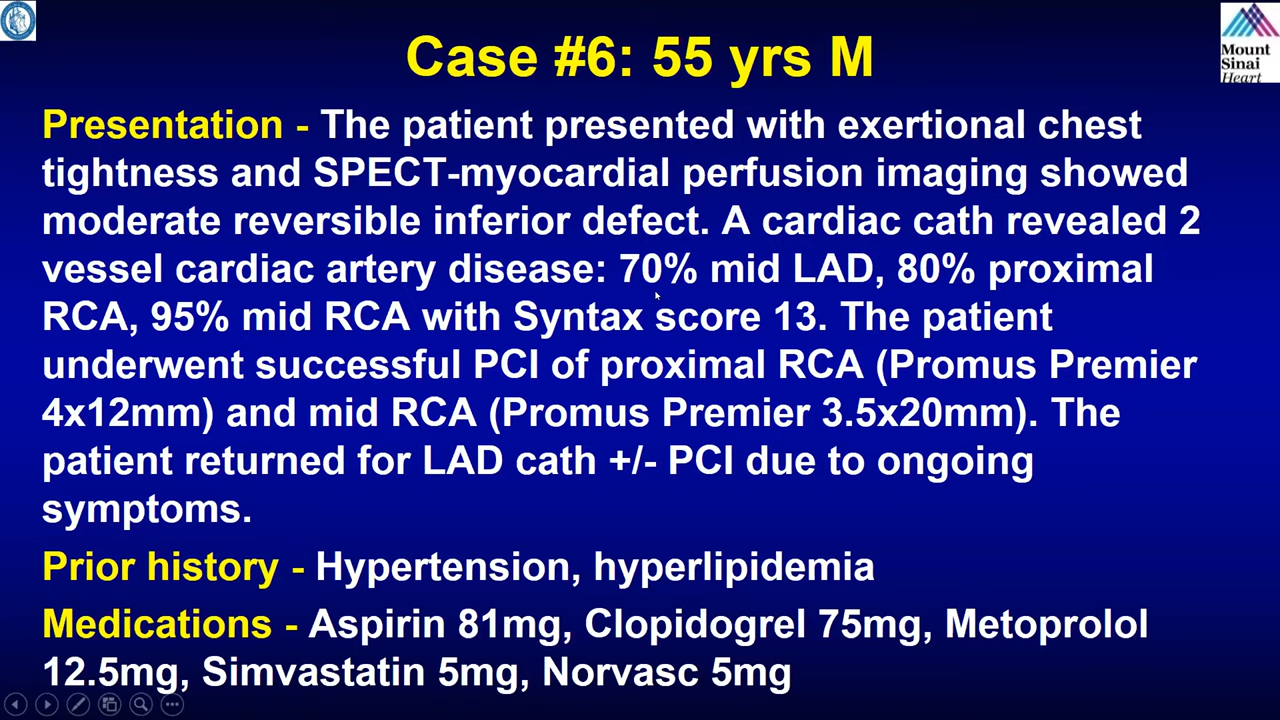 Case #6: 55 yrs M
Mount
Sinai
Heart
Presentation - The patient presented with exertional chest
tightness and SPECT-myocardial perfusion imaging showed
moderate reversible inferior defect. A cardiac cath revealed 2
vessel cardiac artery disease: 70% mid LAD, 80% proximal
RCA, 95% mid RCA with Syntax score 13. The patient
underwent successful PCI of proximal RCA (Promus Premier
4x12mm) and mid RCA (Promus Premier 3.5x20mm). The
patient returned for LAD cath +/- PCI due to ongoing
symptoms.
Prior history - Hypertension, hyperlipidemia
Medications - Aspirin 81mg, Clopidogrel 75mg, Metoprolol
12.5mg, Simvastatin 5mg, Norvasc 5mg